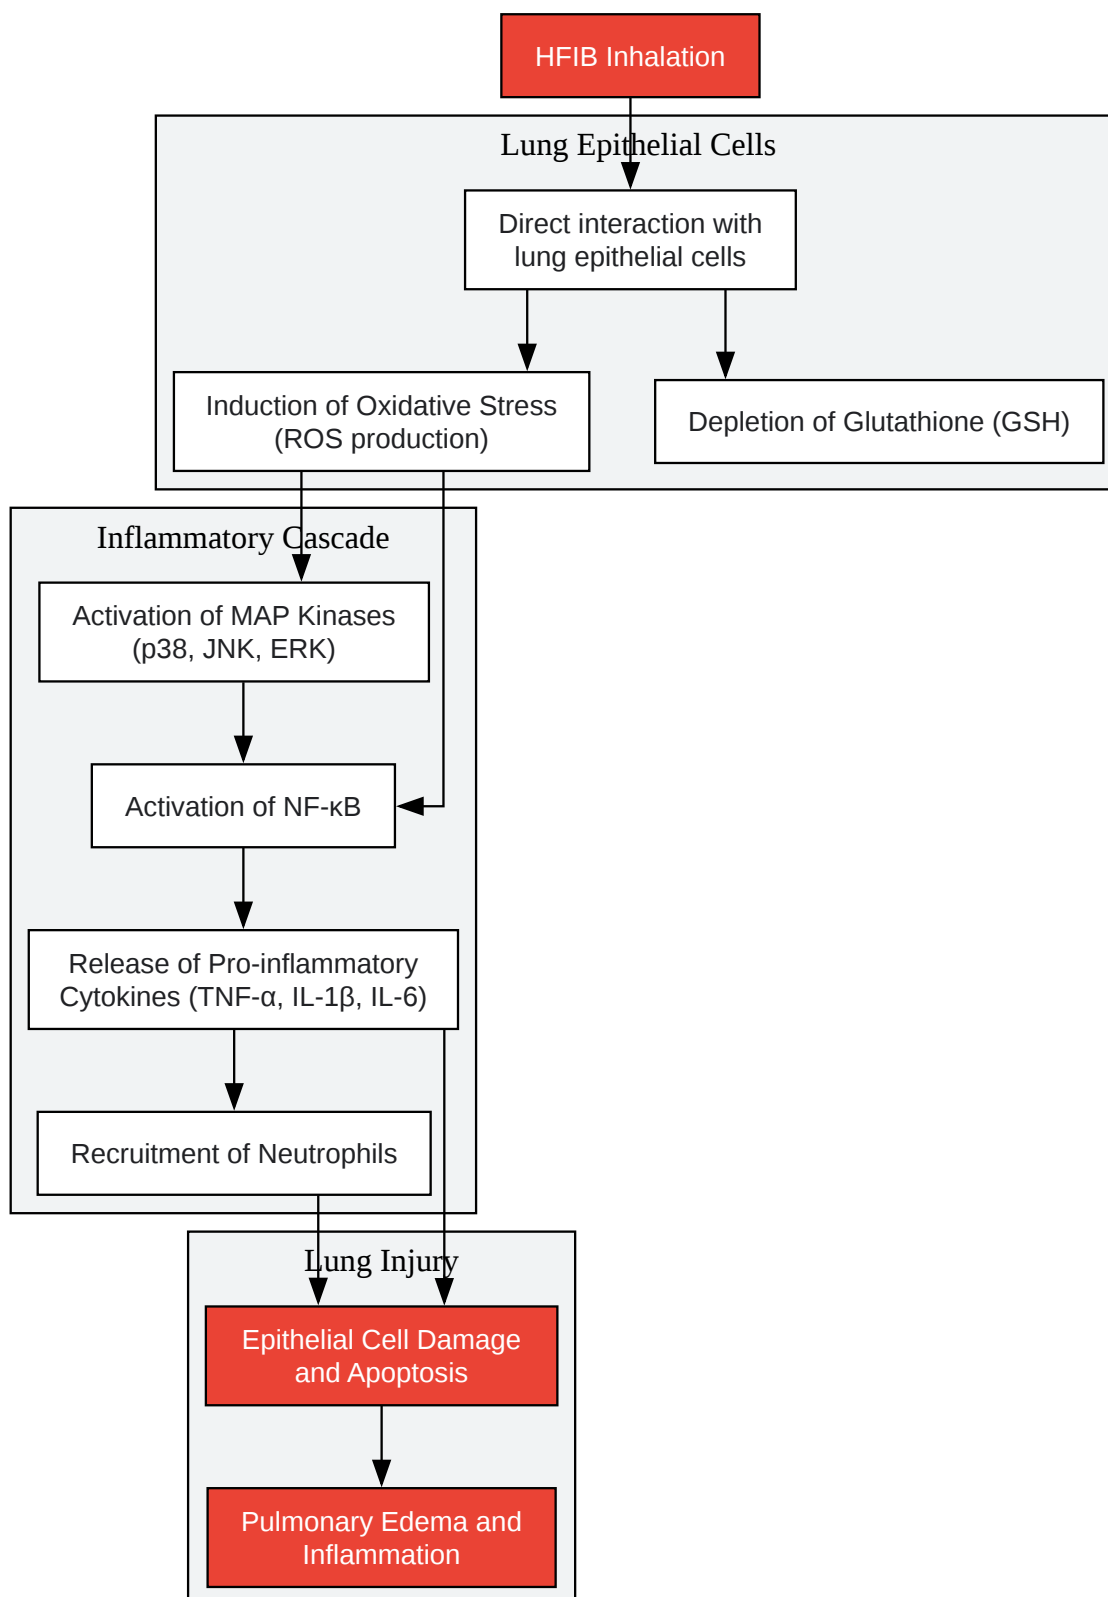 HFIB Inhalation
Lung Epithelial Cells
Direct interaction with
lung epithelial cells
Induction of Oxidative Stress
(ROS production)
Depletion of Glutathione (GSH)
Inflammatory Cascade
Activation of MAP Kinases
(p38, JNK, ERK)
Activation of NF-κB
Release of Pro-inflammatory
Cytokines (TNF-α, IL-1β, IL-6)
Recruitment of Neutrophils
Lung Injury
Epithelial Cell Damage
and Apoptosis
Pulmonary Edema and
Inflammation